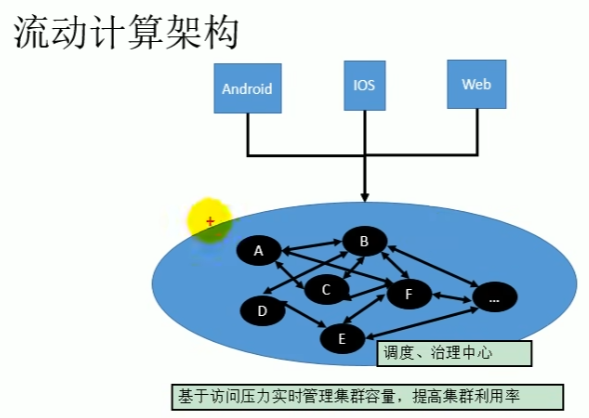 流动计算架构
Android
IOS
Web
A
B
C
D
F
...
E
调度、治理中心
基于访问压力实时管理集群容量，提高集群利用率